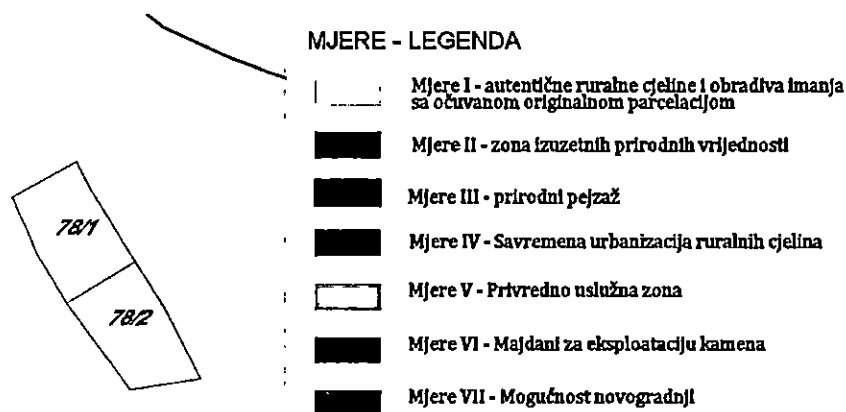 MJERE - LEGENDA
Mjere I - autentične ruralne cjeline i obradiva imanja
sa očuvanom originalnom parcelacijom
Mjere II - zona izuzetnih prirodnih vrijednosti
Mjere III - prirodni pejzaž
Mjere IV - Savremena urbanizacija ruralnih cjelina
Mjere V - Privredno uslužna zona
Mjere VI - Majdani za eksploataciju kamena
Mjere VII - Mogućnost novogradnji
78/1
78/2